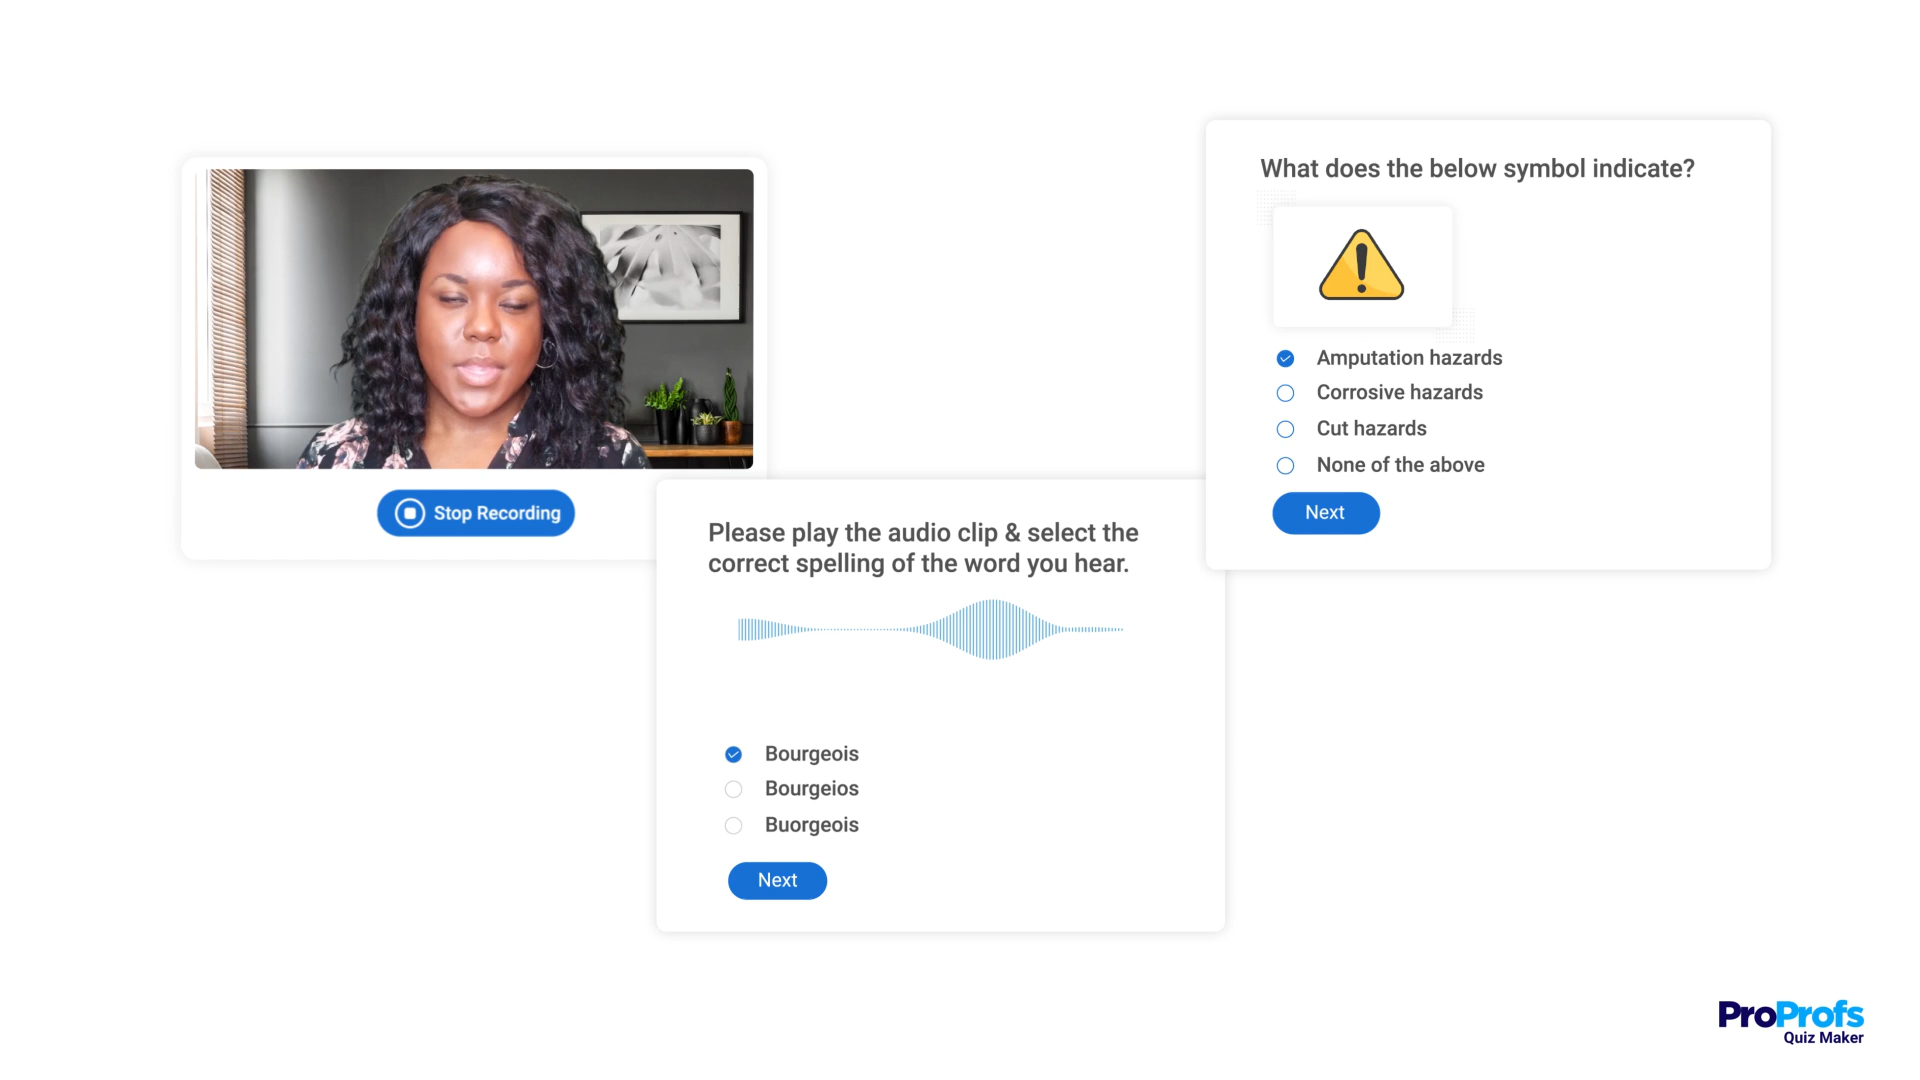 Stop Recording
Please play the audio clip & select the
correct spelling of the word you hear.
Bourgeois
Bourgeios
Buorgeois
Next
What does the below symbol indicate?
Amputation hazards
Corrosive hazards
Cut hazards
None of the above
Next
ProProfs
Quiz Maker